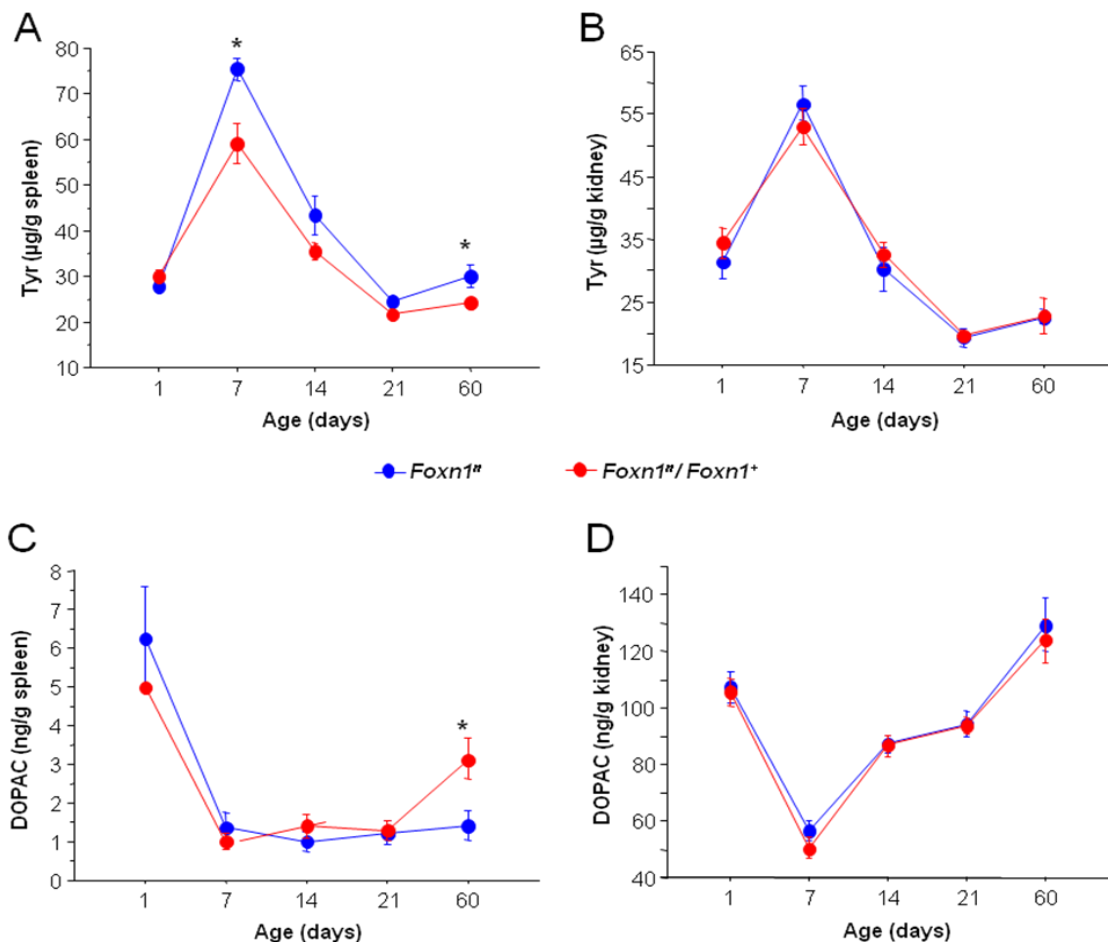 A
Tyr (µg/g spleen)
80
70
60
50
40
30
20
10
*
*
1 7 14 21 60
Age (days)
B
Tyr (µg/g kidney)
65
55
45
35
25
15
1 7 14 21 60
Age (days)
Foxn1ⁿ Foxn1ⁿ/Foxn1⁺
C
DOPAC (ng/g spleen)
8
7
6
5
4
3
2
1
0
*
1 7 14 21 60
Age (days)
D
DOPAC (ng/g kidney)
140
120
100
80
60
40
1 7 14 21 60
Age (days)